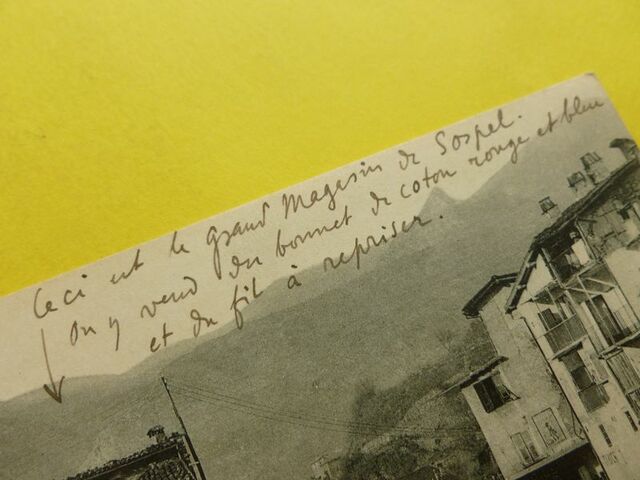 Ceci est le grand Magasin de Sospel.
On y vend du bonnet de coton rouge et bleu
et du fil à repriser.